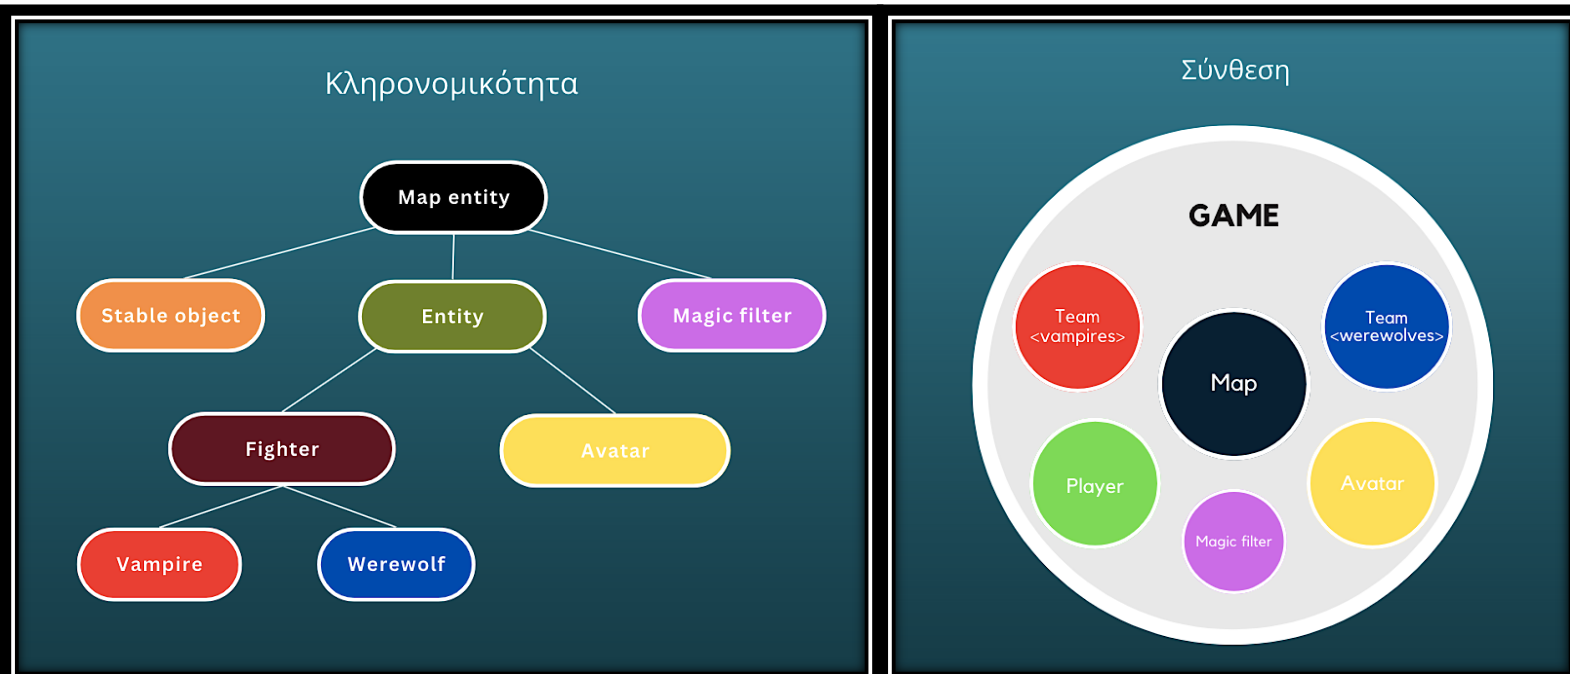 Κληρονομικότητα
Map entity
Stable object
Entity
Magic filter
Fighter
Avatar
Vampire
Werewolf
Σύνθεση
GAME
Team
<vampires>
Team
<werewolves>
Map
Player
Avatar
Magic filter